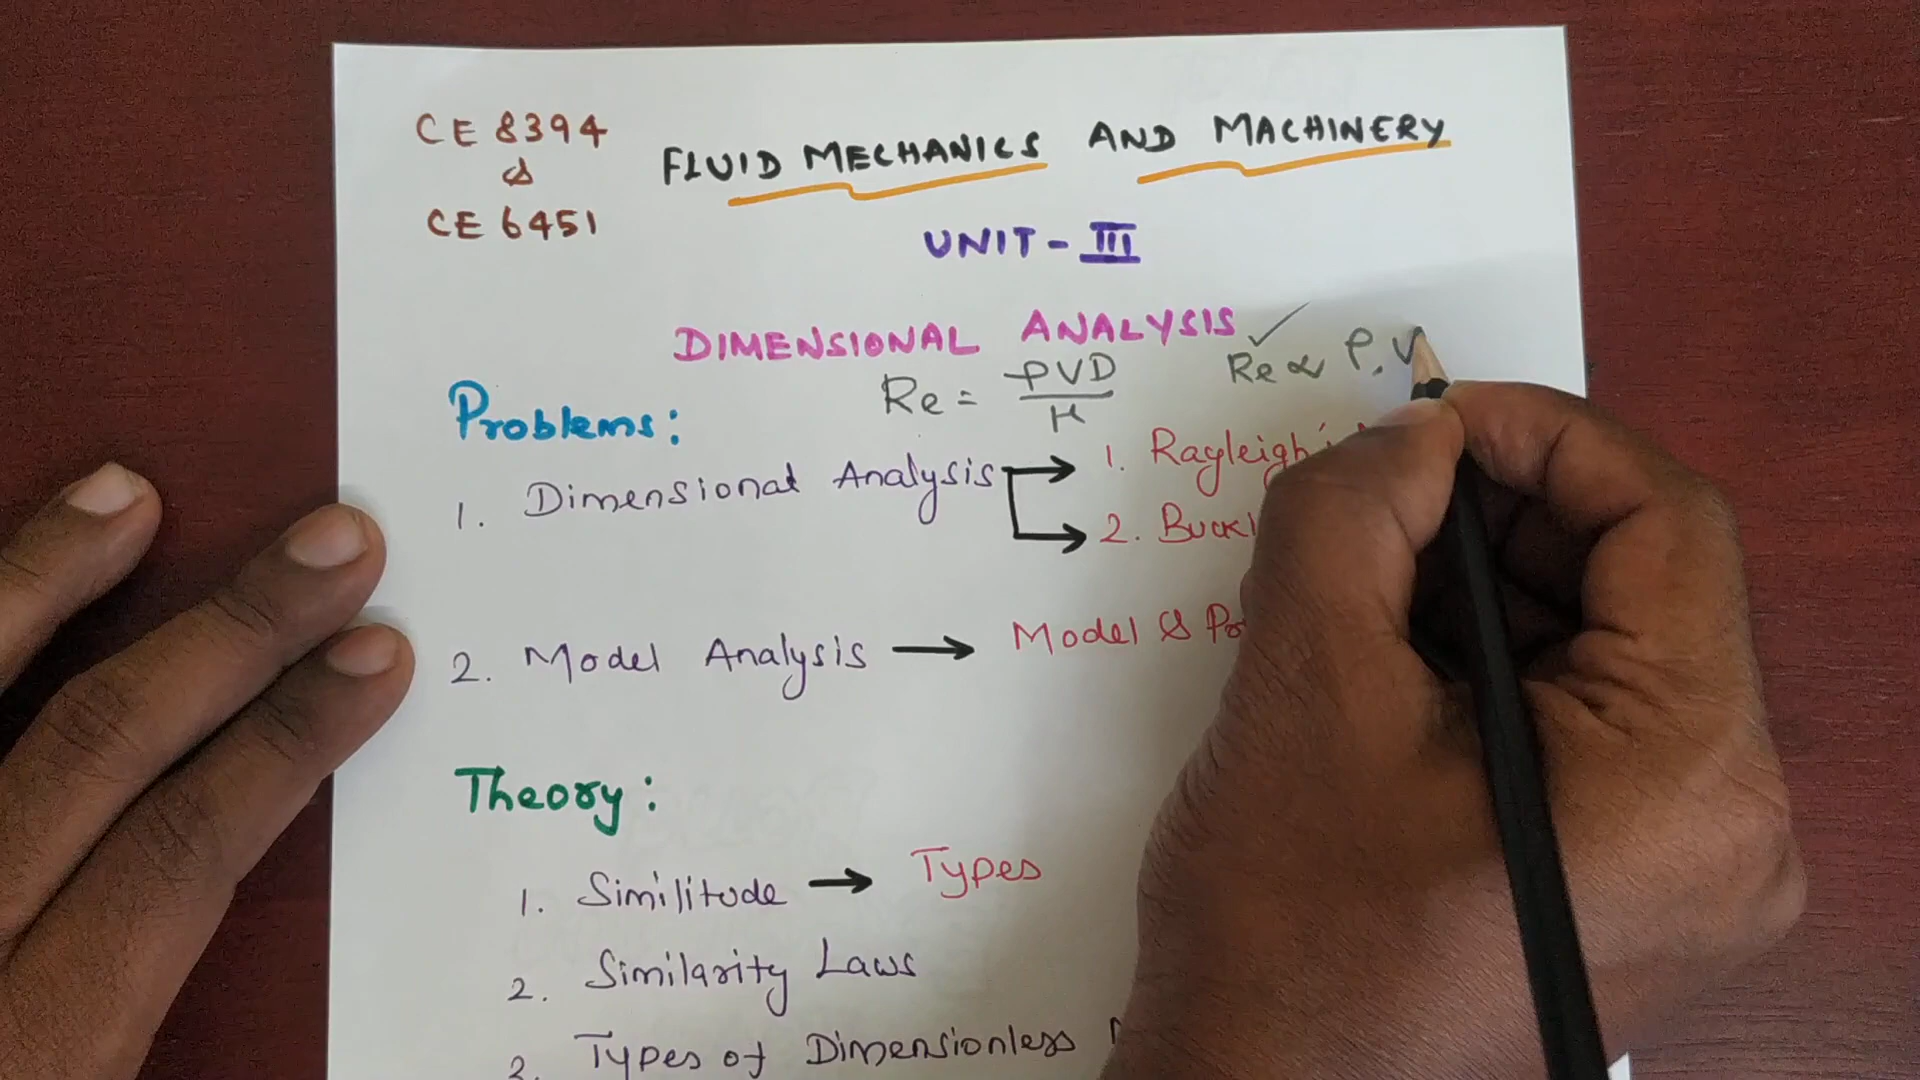 CE 8394
&
CE 6451
FLUID MECHANICS AND MACHINERY
UNIT - III
DIMENSIONAL ANALYSIS ✓
Re = ρVD/μ
Re ∝ ρ, V
Problems:
1. Dimensional Analysis → 1. Rayleigh's
→ 2. Buck
2. Model Analysis → Model &
Theory:
1. Similitude → Types
2. Similarity Laws
3. Types of Dimensionless